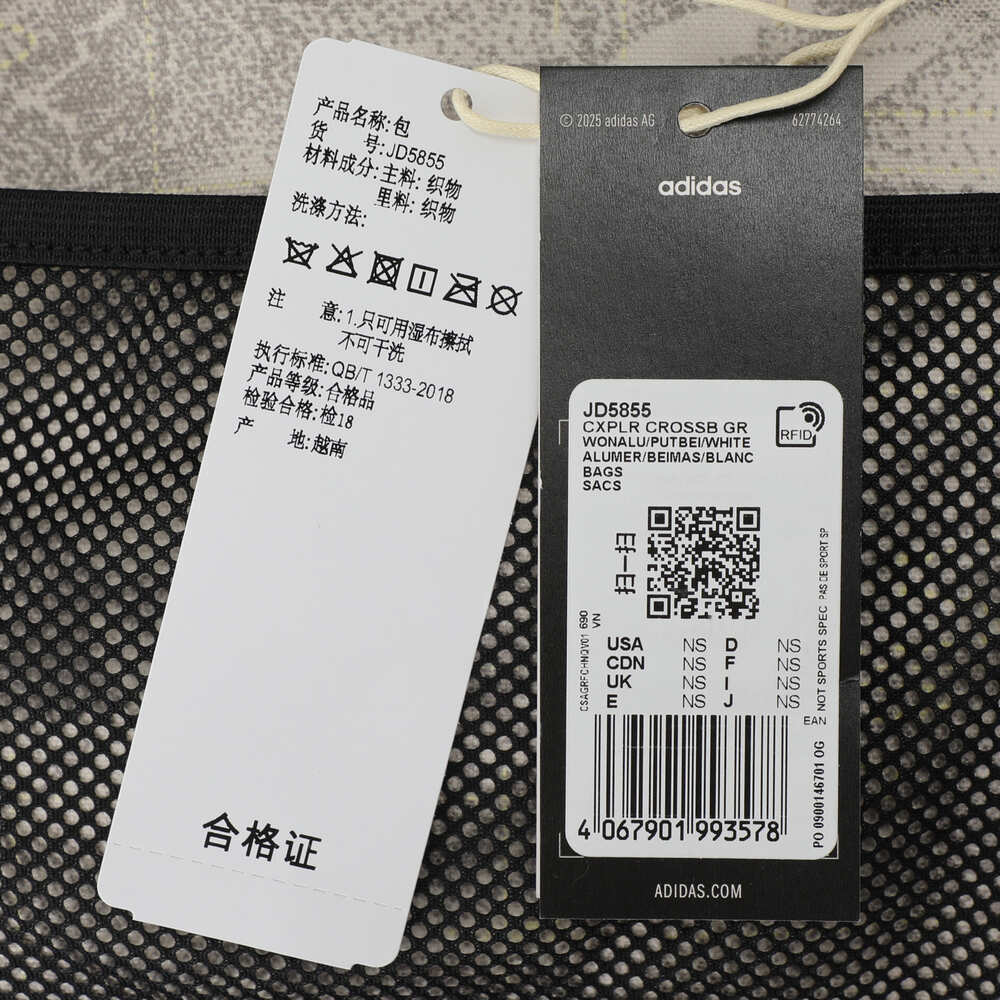 产品名称:包
货 号:JD5855
材料成分:主料:织物
里料:织物
洗涤方法:
注 意:1.只可用湿布擦拭
不可干洗
执行标准:QB/T 1333-2018
产品等级:合格品
检验合格:检18
产 地:越南
合格证
© 2025 adidas AG 62774264
adidas
JD5855
CXPLR CROSSB GR
WONALU/PUTBEI/WHITE
ALUMER/BEIMAS/BLANC
BAGS
SACS
RFID
扫一扫
CSAGRFCHNQV01 690
VN
USA NS D NS
CDN NS F NS
UK NS I NS
E NS J NS
NOT SPORTS SPEC PAS DE SPORT SP
EAN
4 067901 993578
PO 0900146701 OG
ADIDAS.COM